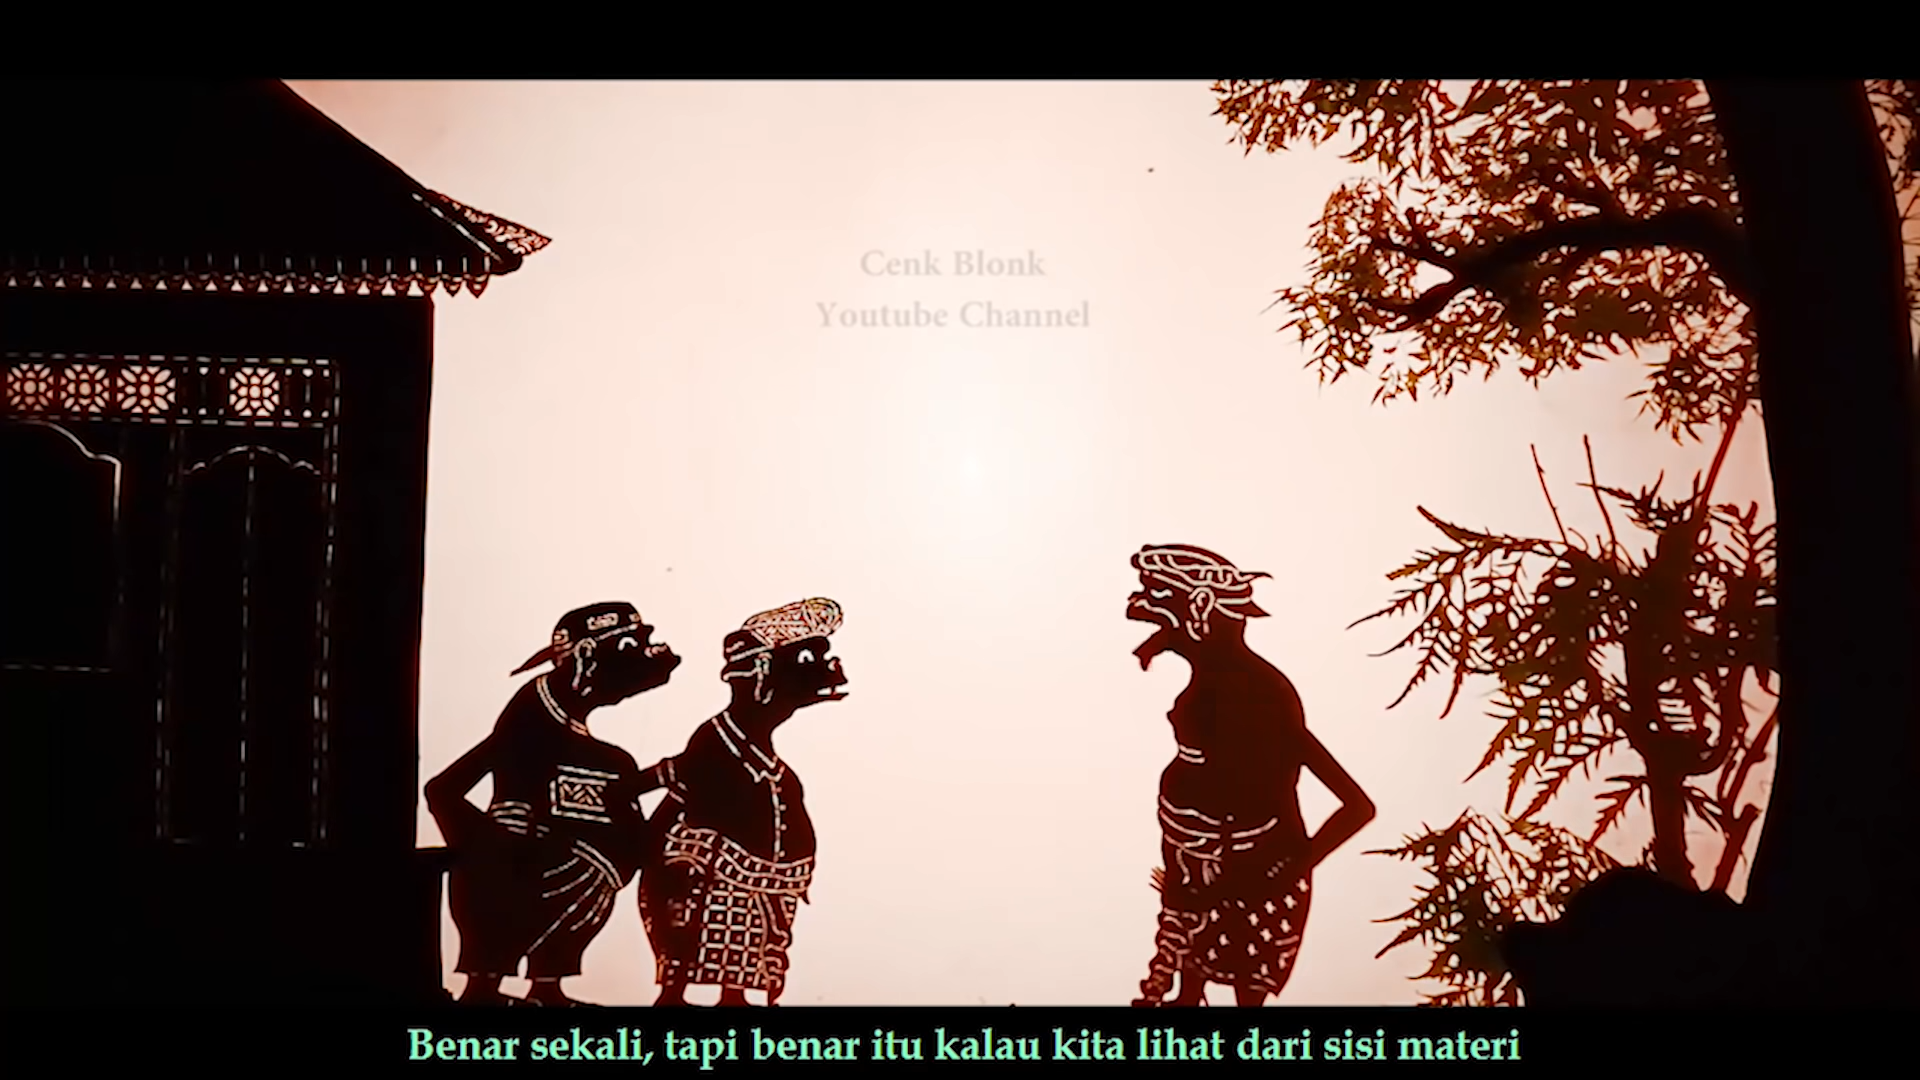 Cenk Blonk
Youtube Channel
Benar sekali, tapi benar itu kalau kita lihat dari sisi materi